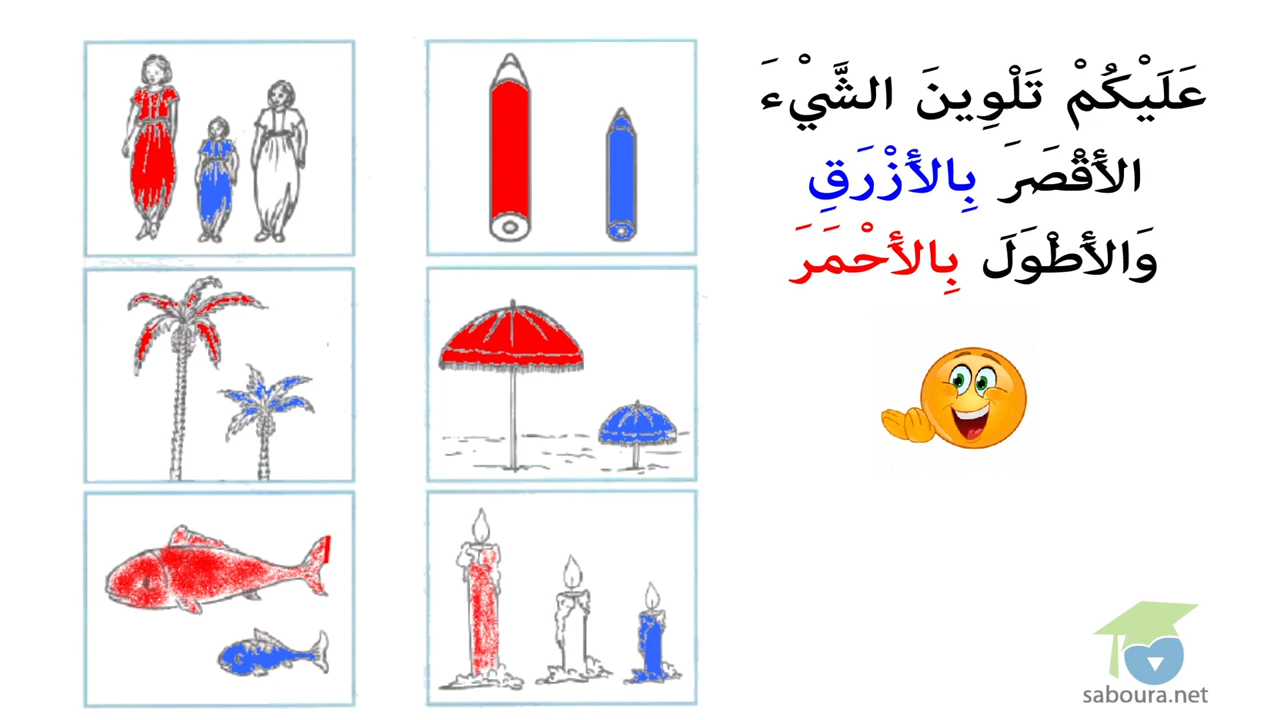 عَلَيْكُمْ تَلْوِينَ الشَّيْءَ
الأَقْصَرَ بِالأَزْرَقِ
وَالأَطْوَلَ بِالأَحْمَرَ
saboura.net